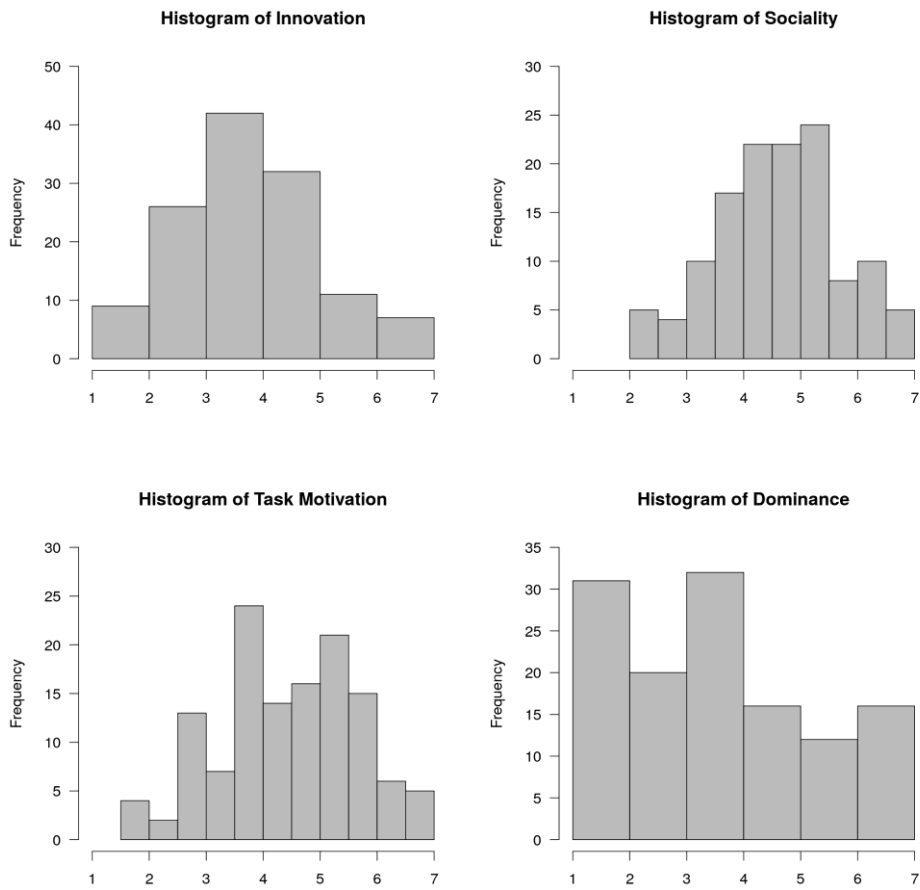 Histogram of Innovation
Frequency
50
40
30
20
10
0
1 2 3 4 5 6 7
Histogram of Sociality
Frequency
30
25
20
15
10
5
0
1 2 3 4 5 6 7
Histogram of Task Motivation
Frequency
30
25
20
15
10
5
0
1 2 3 4 5 6 7
Histogram of Dominance
Frequency
35
30
25
20
15
10
5
0
1 2 3 4 5 6 7